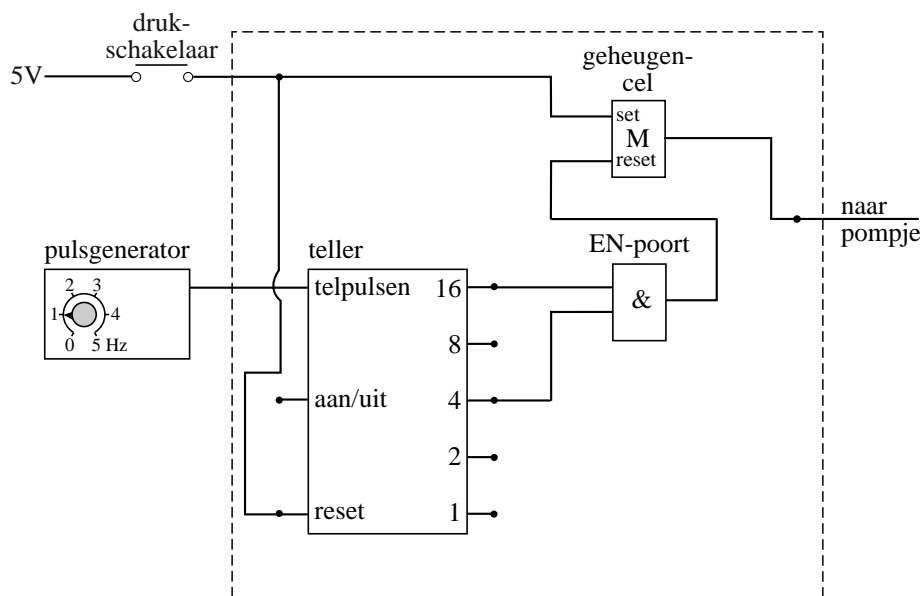 druk-
schakelaar
5V
geheugen-
cel
set
M
reset
naar
pompje
EN-poort
&
pulsgenerator
2 3
1 4
0 5 Hz
teller
telpulsen 16
8
aan/uit 4
2
reset 1